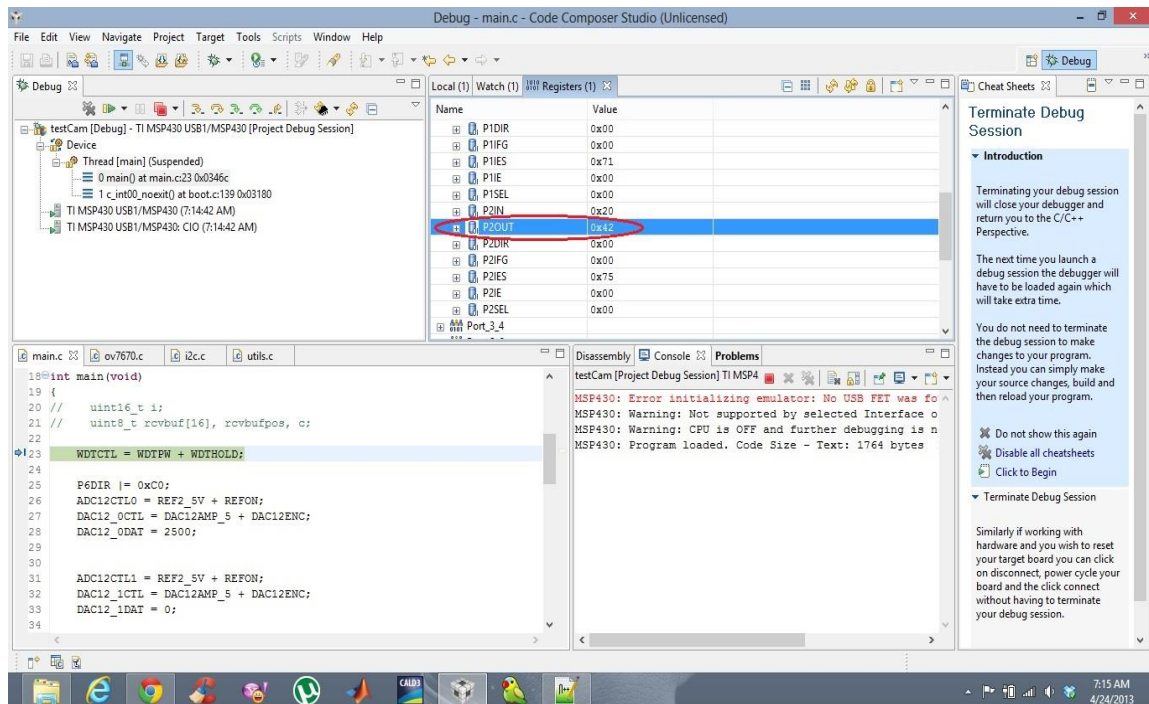 Debug - main.c - Code Composer Studio (Unlicensed)
File Edit View Navigate Project Target Tools Scripts Window Help
Debug
Debug
testCam [Debug] - TI MSP430 USB1/MSP430 [Project Debug Session]
Device
Thread [main] (Suspended)
0 main() at main.c:23 0x0346c
1 c_int00_noexit() at boot.c:139 0x03180
TI MSP430 USB1/MSP430 (7:14:42 AM)
TI MSP430 USB1/MSP430: CIO (7:14:42 AM)
Local (1) Watch (1) Registers (1)
Name Value
P1DIR 0x00
P1IFG 0x00
P1IES 0x71
P1IE 0x00
P1SEL 0x00
P2IN 0x20
P2OUT 0x42
P2DIR 0x00
P2IFG 0x00
P2IES 0x75
P2IE 0x00
P2SEL 0x00
Port_3_4
Cheat Sheets
Terminate Debug
Session
Introduction
Terminating your debug session
will close your debugger and
return you to the C/C++
Perspective.
The next time you launch a
debug session the debugger will
have to be loaded again which
will take extra time.
You do not need to terminate
the debug session to make
changes to your program.
Instead you can simply make
your source changes, build and
then reload your program.
Do not show this again
Disable all cheatsheets
Click to Begin
Terminate Debug Session
Similarly if working with
hardware and you wish to reset
your target board you can click
on disconnect, power cycle your
board and the click connect
without having to terminate
your debug session.
main.c ov7670.c i2c.c utils.c
18 int main(void)
19 {
20 // uint16_t i;
21 // uint8_t rcvbuf[16], rcvbufpos, c;
22
23 WDTCTL = WDTPW + WDTHOLD;
24
25 P6DIR |= 0xC0;
26 ADC12CTL0 = REF2_5V + REFON;
27 DAC12_0CTL = DAC12AMP_5 + DAC12ENC;
28 DAC12_0DAT = 2500;
29
30
31 ADC12CTL1 = REF2_5V + REFON;
32 DAC12_1CTL = DAC12AMP_5 + DAC12ENC;
33 DAC12_1DAT = 0;
34
Disassembly Console Problems
testCam [Project Debug Session] TI MSP4
MSP430: Error initializing emulator: No USB FET was fo
MSP430: Warning: Not supported by selected Interface o
MSP430: Warning: CPU is OFF and further debugging is n
MSP430: Program loaded. Code Size - Text: 1764 bytes
CALD3
7:15 AM
4/24/2013